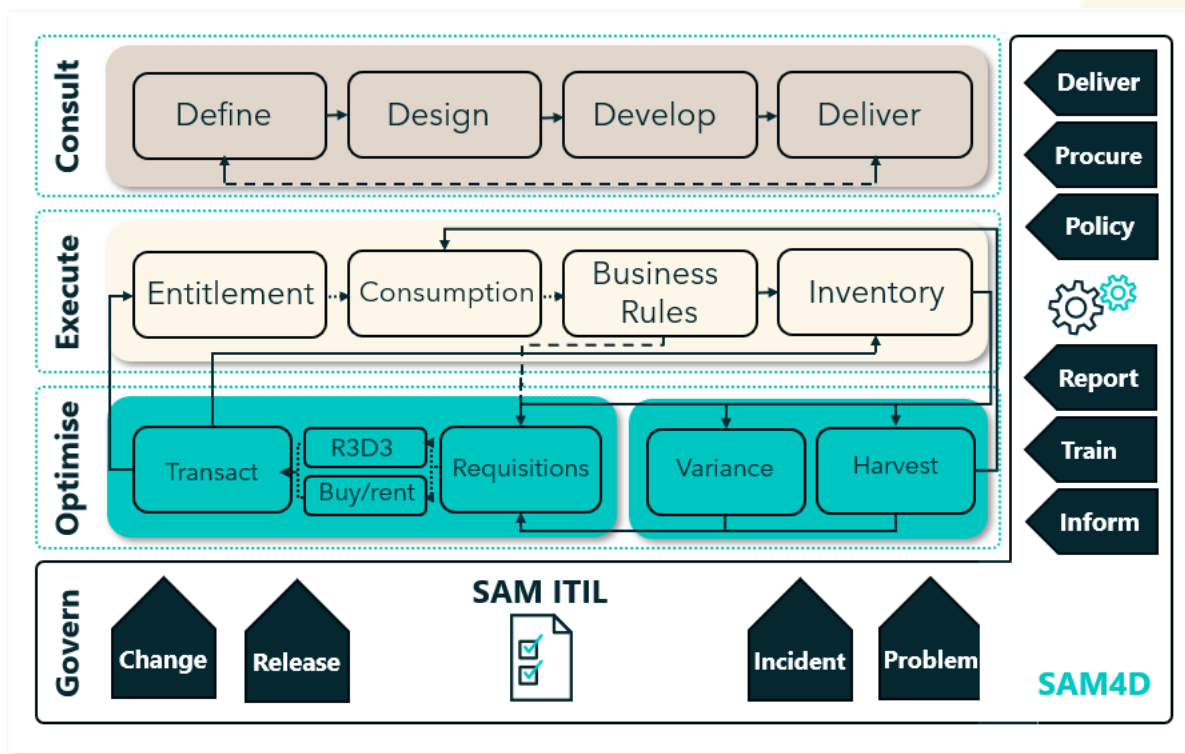 Consult
Define
Design
Develop
Deliver
Execute
Entitlement
Consumption
Business
Rules
Inventory
Optimise
Transact
R3D3
Buy/rent
Requisitions
Variance
Harvest
Govern
Change
Release
SAM ITIL
Incident
Problem
Deliver
Procure
Policy
Report
Train
Inform
SAM4D